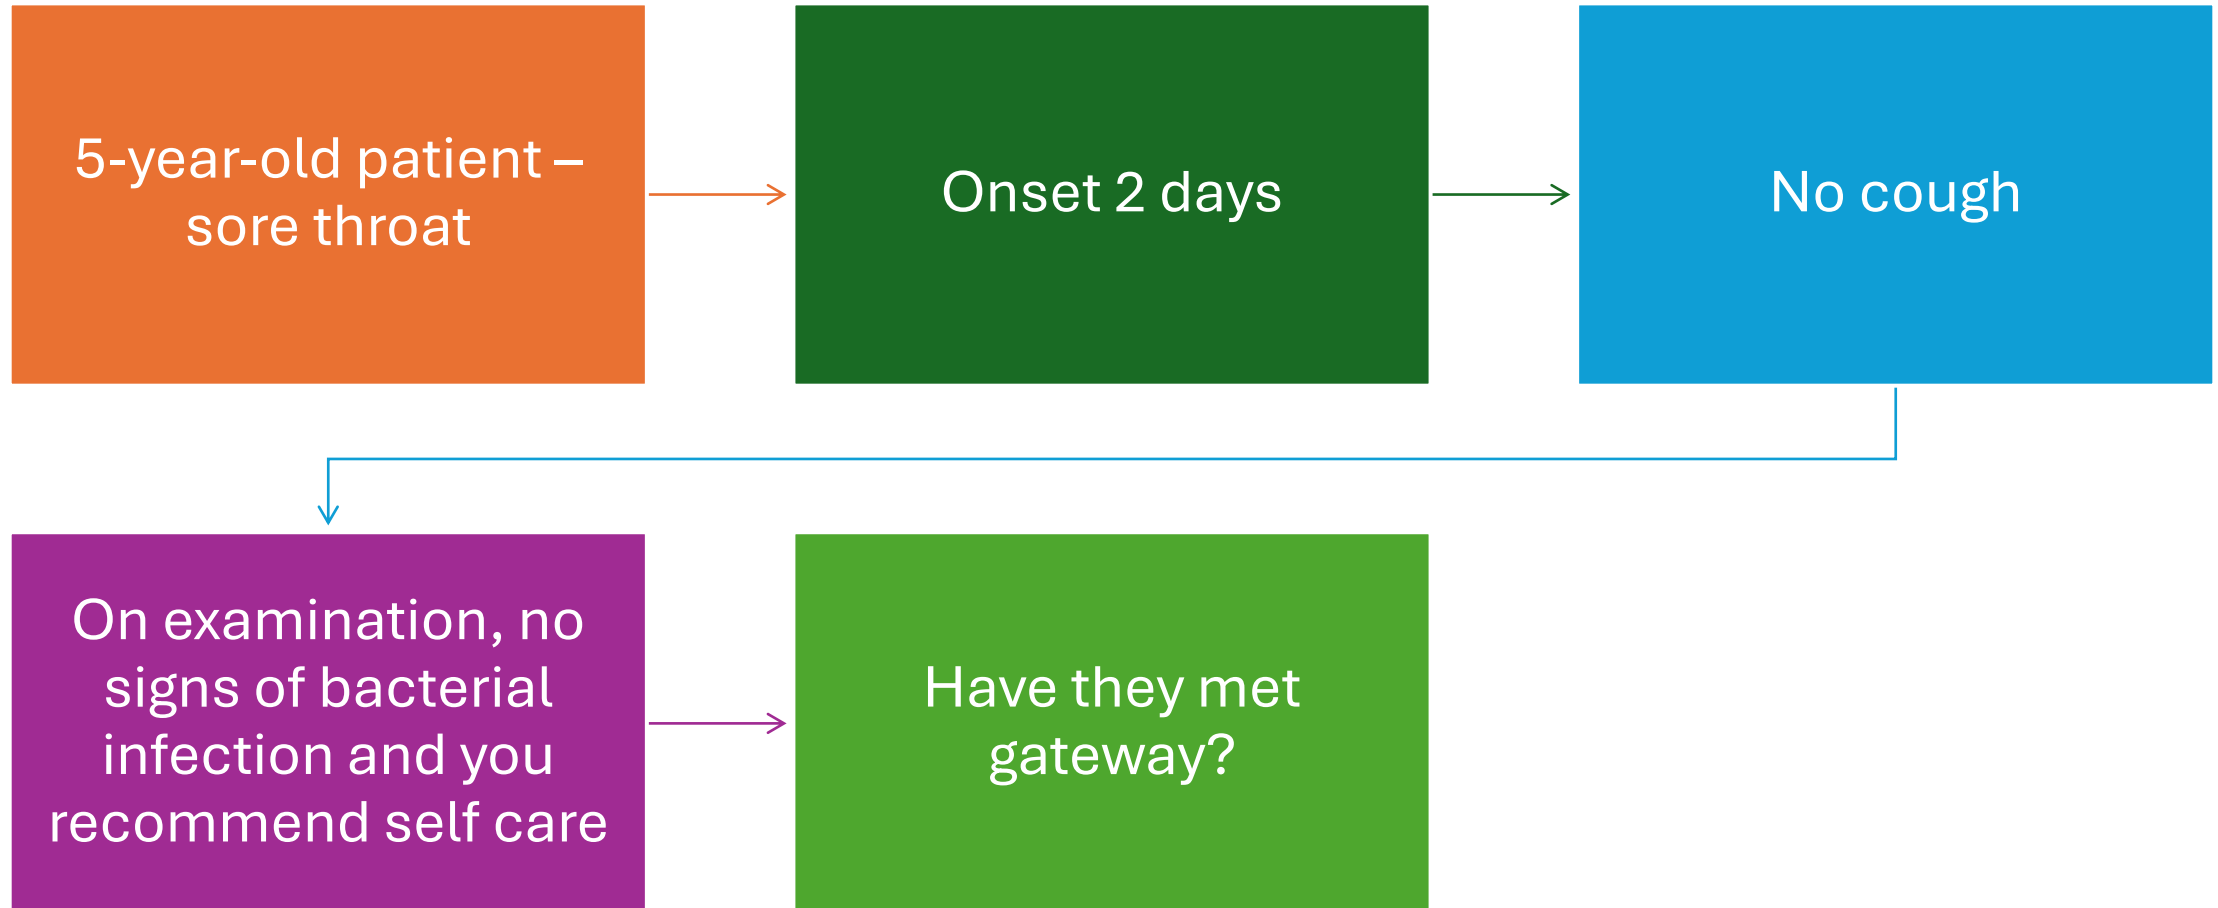 5-year-old patient –
sore throat
Onset 2 days
No cough
On examination, no
signs of bacterial
infection and you
recommend self care
Have they met
gateway?